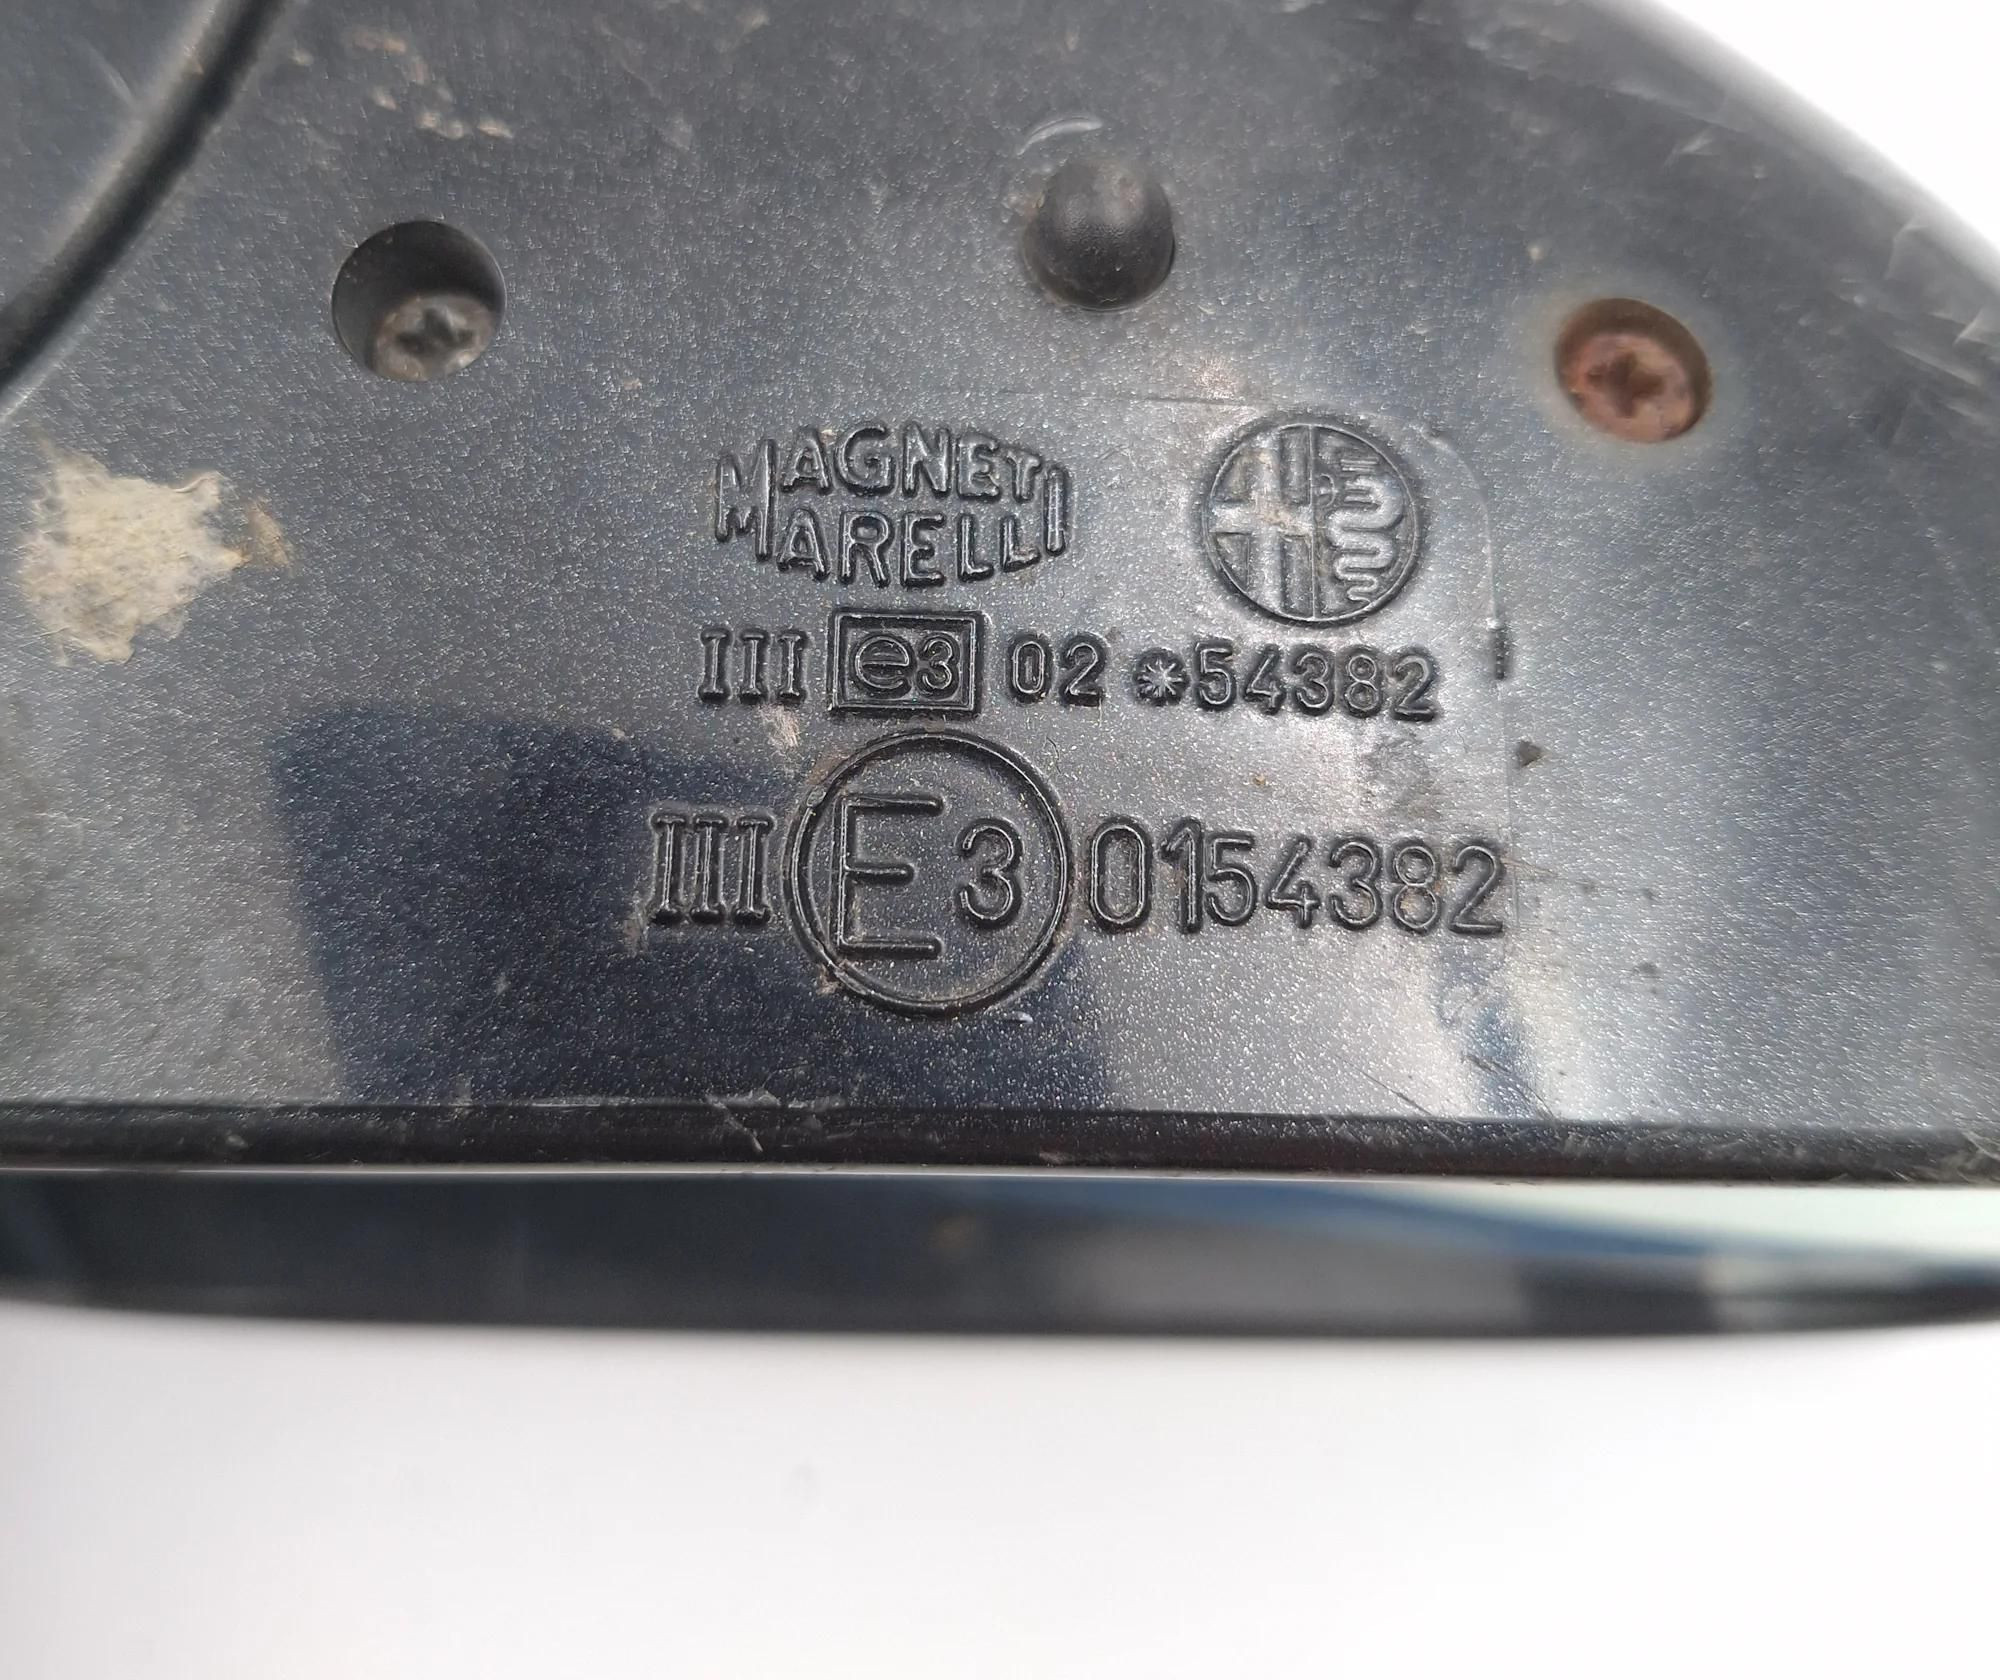 MAGNETI
MARELLI
III e3 02 *54382
III E3 0154382